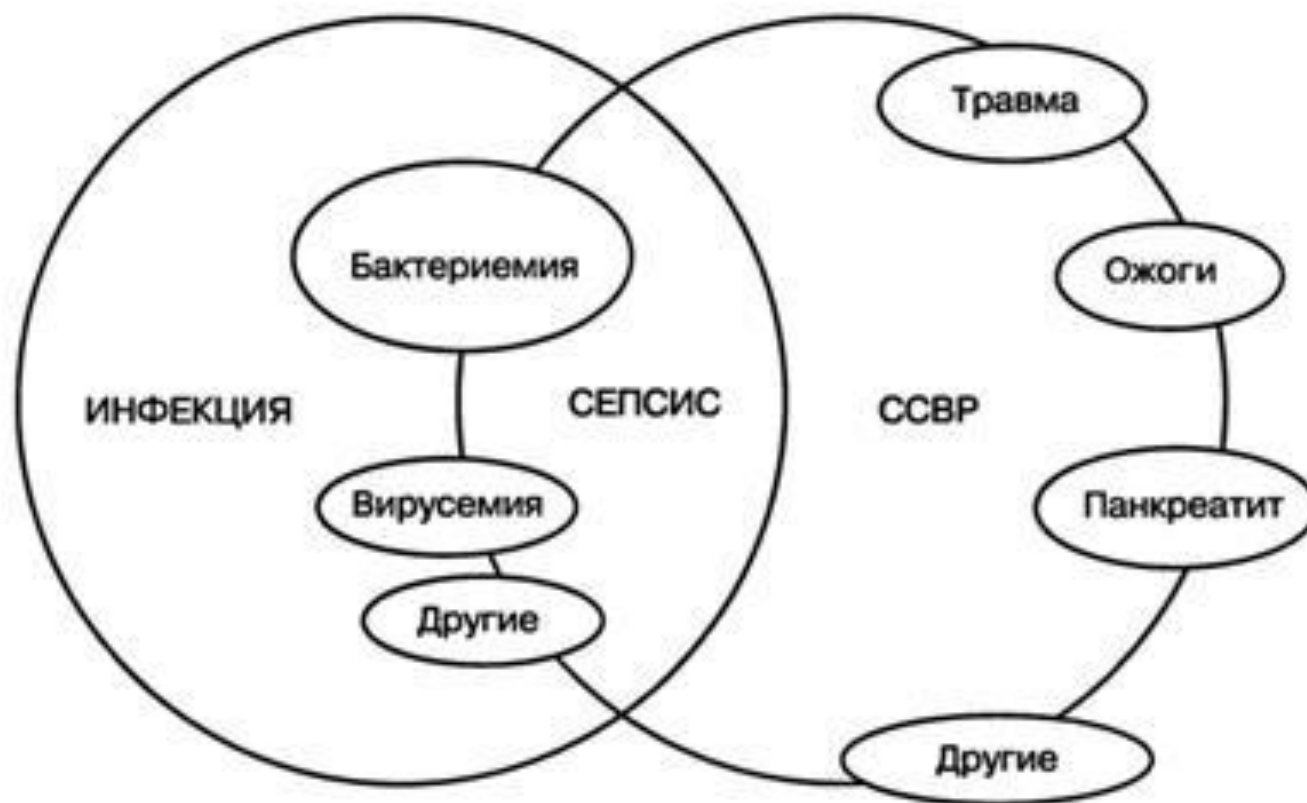 Травма
Бактериемия
Ожоги
ИНФЕКЦИЯ
СЕПСИС
ССВР
Вирусемия
Панкреатит
Другие
Другие